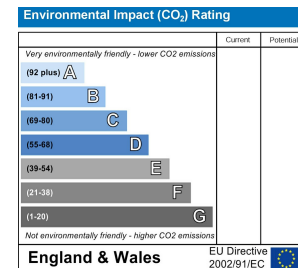 Environmental Impact (CO₂) Rating
Current Potential
Very environmentally friendly - lower CO2 emissions
(92 plus) A
(81-91) B
(69-80) C
(55-68) D
(39-54) E
(21-38) F
(1-20) G
Not environmentally friendly - higher CO2 emissions
England & Wales
EU Directive
2002/91/EC